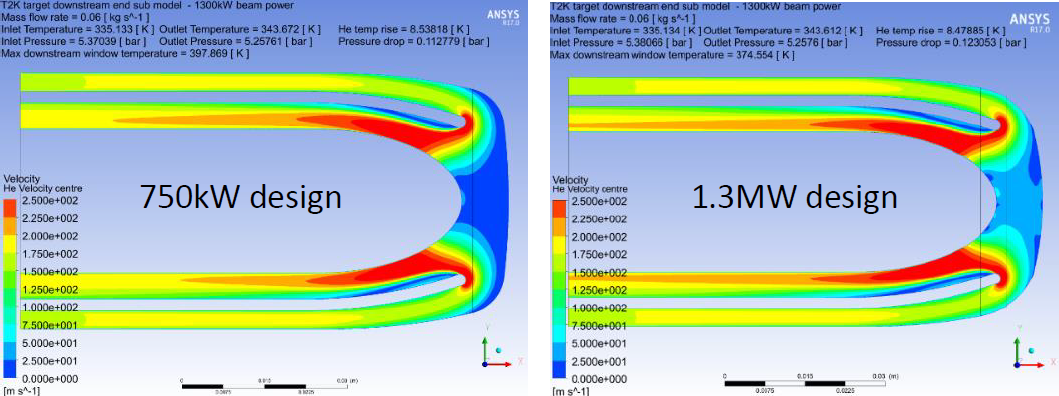 T2K target downstream end sub model - 1300kW beam power
Mass flow rate = 0.06 [ kg s^-1 ]
Inlet Temperature = 335.133 [ K ] Outlet Temperature = 343.672 [ K ] He temp rise = 8.53818 [ K ]
Inlet Pressure = 5.37039 [ bar ] Outlet Pressure = 5.25761 [ bar ] Pressure drop = 0.112779 [ bar ]
Max downstream window temperature = 397.869 [ K ]
ANSYS
R17.0
750kW design
Velocity
He Velocity centre
2.500e+002
2.250e+002
2.000e+002
1.750e+002
1.500e+002
1.250e+002
1.000e+002
7.500e+001
5.000e+001
2.500e+001
0.000e+000
[m s^-1]
0
0.015
0.03 (m)
0.0075
0.0225
Y
X
T2K target downstream end sub model - 1300kW beam power
Mass flow rate = 0.06 [ kg s^-1 ]
Inlet Temperature = 335.134 [ K ] Outlet Temperature = 343.612 [ K ] He temp rise = 8.47885 [ K ]
Inlet Pressure = 5.38066 [ bar ] Outlet Pressure = 5.2576 [ bar ] Pressure drop = 0.123053 [ bar ]
Max downstream window temperature = 374.554 [ K ]
ANSYS
R17.0
1.3MW design
Velocity
He Velocity centre
2.500e+002
2.250e+002
2.000e+002
1.750e+002
1.500e+002
1.250e+002
1.000e+002
7.500e+001
5.000e+001
2.500e+001
0.000e+000
[m s^-1]
0
0.015
0.03 (m)
0.0075
0.0225
Y
X